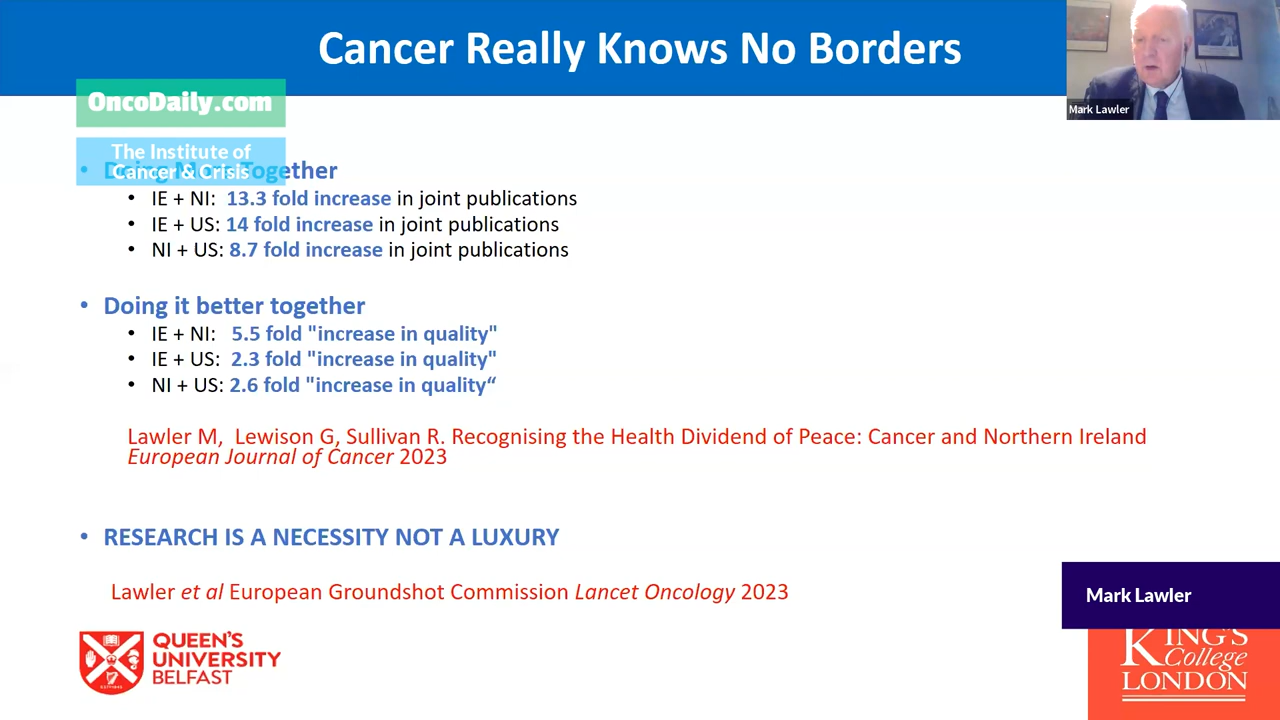 Cancer Really Knows No Borders
Mark Lawler
OncoDaily.com
The Institute of
Cancer & Crisis
• Doing More Together
• IE + NI: 13.3 fold increase in joint publications
• IE + US: 14 fold increase in joint publications
• NI + US: 8.7 fold increase in joint publications
• Doing it better together
• IE + NI: 5.5 fold "increase in quality"
• IE + US: 2.3 fold "increase in quality"
• NI + US: 2.6 fold "increase in quality“
Lawler M, Lewison G, Sullivan R. Recognising the Health Dividend of Peace: Cancer and Northern Ireland
European Journal of Cancer 2023
• RESEARCH IS A NECESSITY NOT A LUXURY
Lawler et al European Groundshot Commission Lancet Oncology 2023
Mark Lawler
QUEEN'S
UNIVERSITY
BELFAST
KING'S
College
LONDON